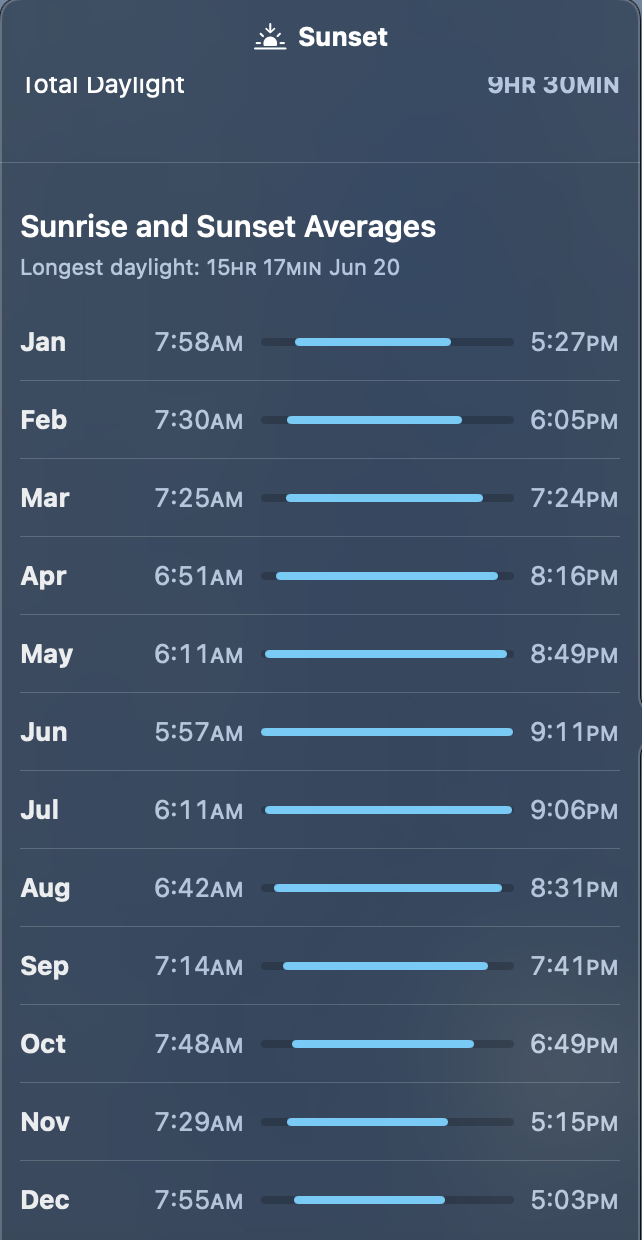 Sunset
Total Daylight 9HR 30MIN
Sunrise and Sunset Averages
Longest daylight: 15HR 17MIN Jun 20
Jan 7:58AM 5:27PM
Feb 7:30AM 6:05PM
Mar 7:25AM 7:24PM
Apr 6:51AM 8:16PM
May 6:11AM 8:49PM
Jun 5:57AM 9:11PM
Jul 6:11AM 9:06PM
Aug 6:42AM 8:31PM
Sep 7:14AM 7:41PM
Oct 7:48AM 6:49PM
Nov 7:29AM 5:15PM
Dec 7:55AM 5:03PM